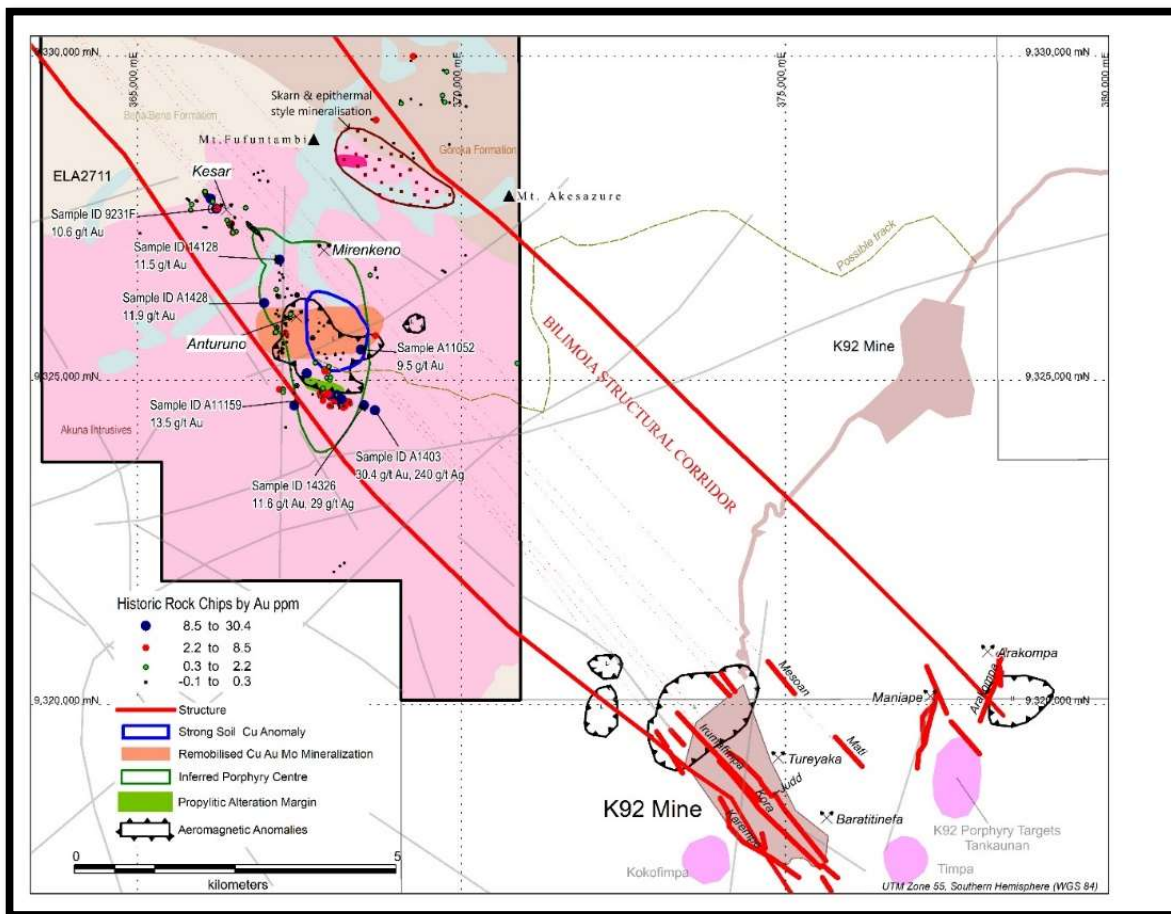 9,330,000 mN
365,000 mE
370,000 mE
375,000 mE
380,000 mE
9,330,000 mN
Skarn & epithermal
style mineralisation
Bena Bena Formation
Mt.Fufuntambi
Goroka Formation
ELA2711
Kesar
Mt. Akesazure
Sample ID 9231F
10.6 g/t Au
Sample ID 14128
11.5 g/t Au
Mirenkeno
Possible track
Sample ID A1428
11.9 g/t Au
BILIMOIA STRUCTURAL CORRIDOR
K92 Mine
Anturuno
Sample ID A11052
9.5 g/t Au
9,325,000 mN
9,325,000 mN
Sample ID A11159
13.5 g/t Au
Akuna Intrusives
Sample ID A1403
30.4 g/t Au, 240 g/t Ag
Sample ID 14326
11.6 g/t Au, 29 g/t Ag
Historic Rock Chips by Au ppm
8.5 to 30.4
2.2 to 8.5
0.3 to 2.2
-0.1 to 0.3
Structure
Strong Soil Cu Anomaly
Remobilised Cu Au Mo Mineralization
Inferred Porphyry Centre
Propylitic Alteration Margin
Aeromagnetic Anomalies
0 5
kilometers
Arakompa
Mesoan
Maniape
Arakompa
9,320,000 mN
9,320,000 mN
Irumafimpa
Mati
Tureyaka
Judd
Kora
K92 Mine
Karempa
Baratitinefa
K92 Porphyry Targets
Tankaunan
Kokofimpa
Timpa
UTM Zone 55, Southern Hemisphere (WGS 84)